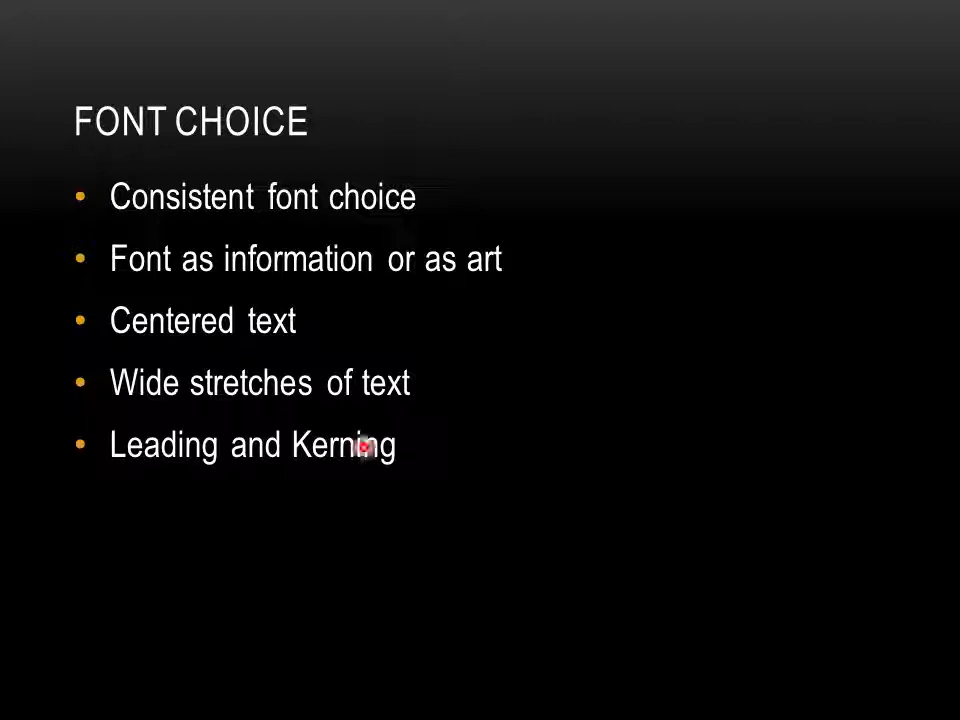 FONT CHOICE
• Consistent font choice
• Font as information or as art
• Centered text
• Wide stretches of text
• Leading and Kerning